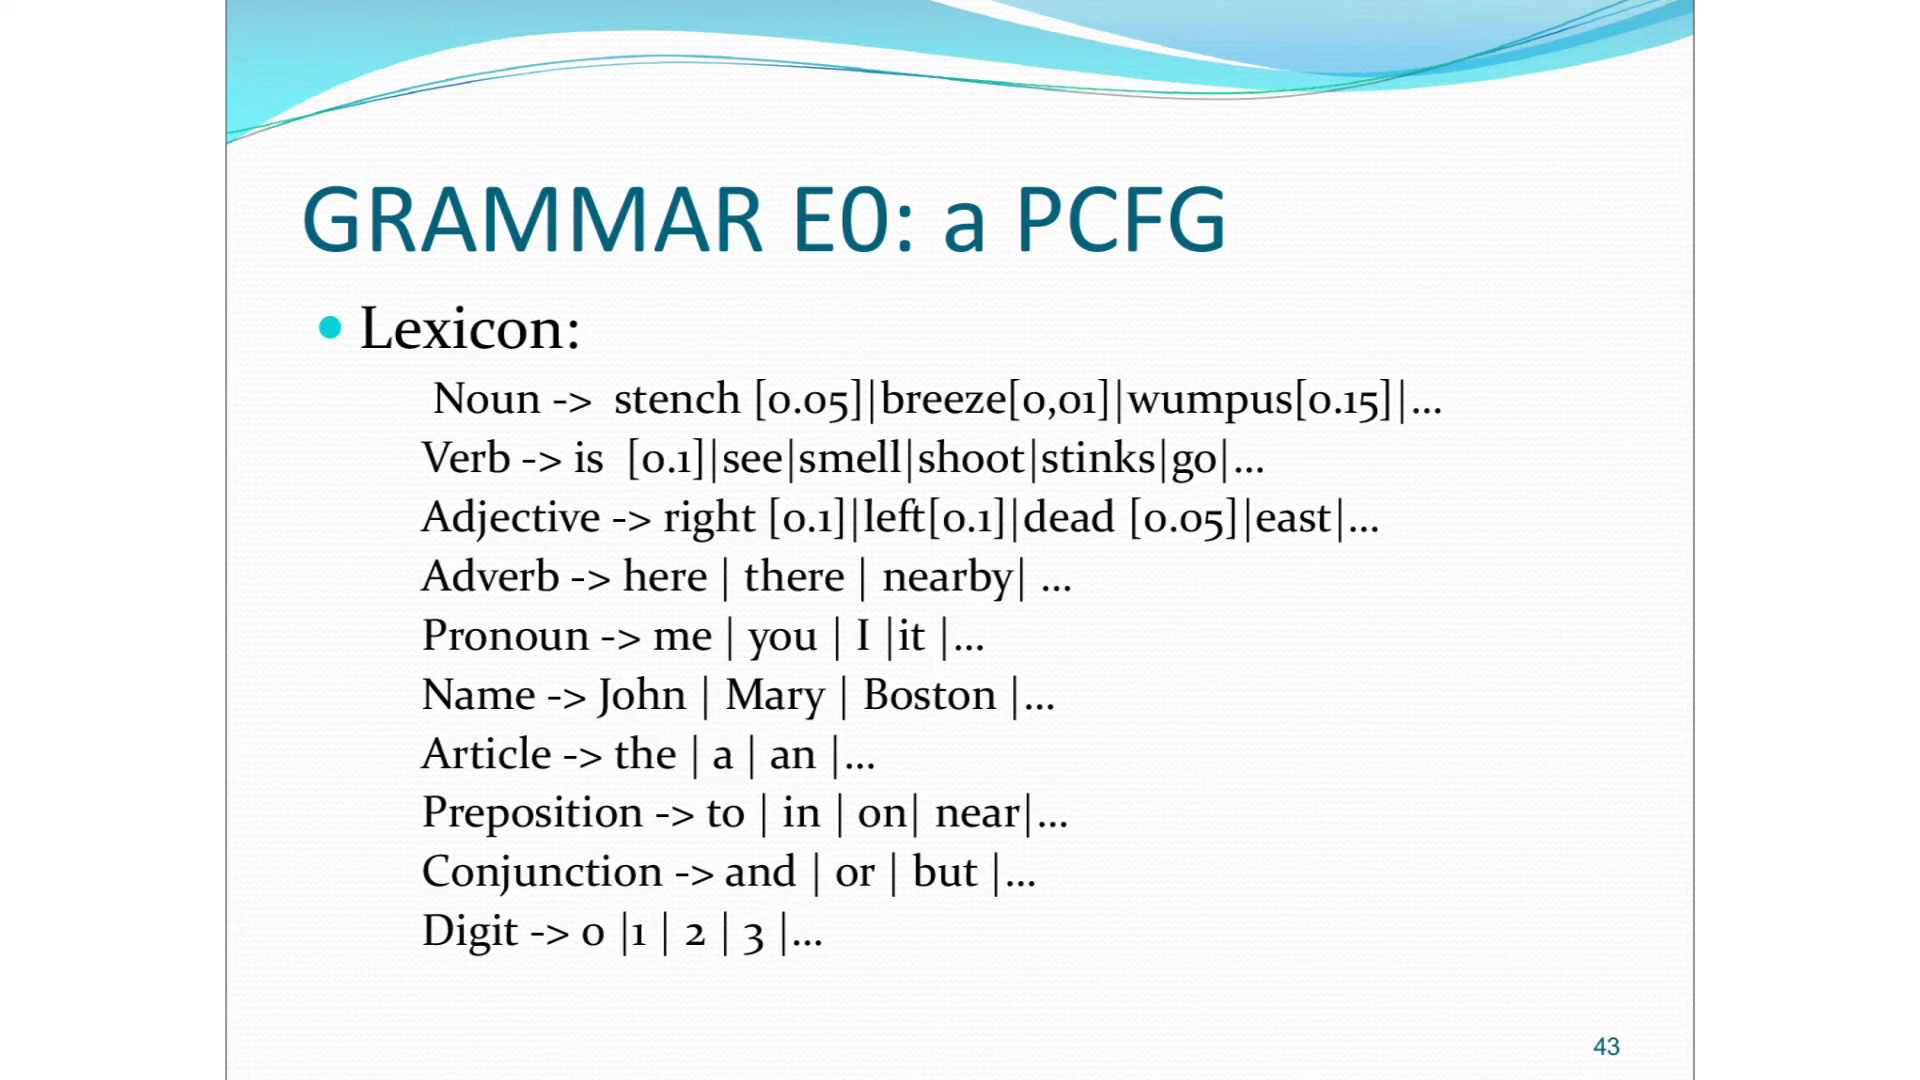 GRAMMAR E0: a PCFG
• Lexicon:
Noun -> stench [0.05]|breeze[0,01]|wumpus[0.15]|...
Verb -> is [0.1]|see|smell|shoot|stinks|go|...
Adjective -> right [0.1]|left[0.1]|dead [0.05]|east|...
Adverb -> here | there | nearby| ...
Pronoun -> me | you | I |it |...
Name -> John | Mary | Boston |...
Article -> the | a | an |...
Preposition -> to | in | on| near|...
Conjunction -> and | or | but |...
Digit -> 0 |1 | 2 | 3 |...
43